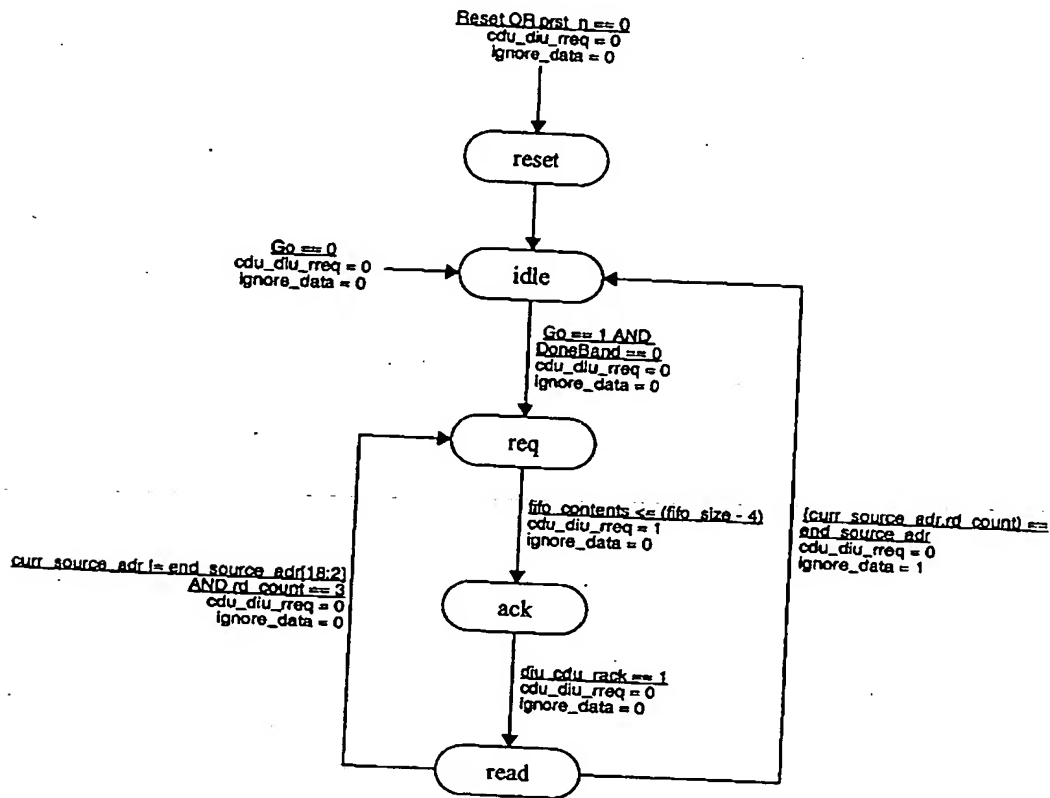 Reset OR prst_n == 0
cdu_diu_rreq = 0
ignore_data = 0
reset
Go == 0
cdu_diu_rreq = 0
ignore_data = 0
idle
Go == 1 AND
DoneBand == 0
cdu_diu_rreq = 0
ignore_data = 0
req
fifo_contents <= (fifo_size - 4)
cdu_diu_rreq = 1
ignore_data = 0
{curr_source_adr,rd_count) ==
end_source_adr
cdu_diu_rreq = 0
ignore_data = 1
curr_source_adr != end_source_adr[18:2]
AND rd_count == 3
cdu_diu_rreq = 0
ignore_data = 0
ack
diu_cdu_rack == 1
cdu_diu_rreq = 0
ignore_data = 0
read